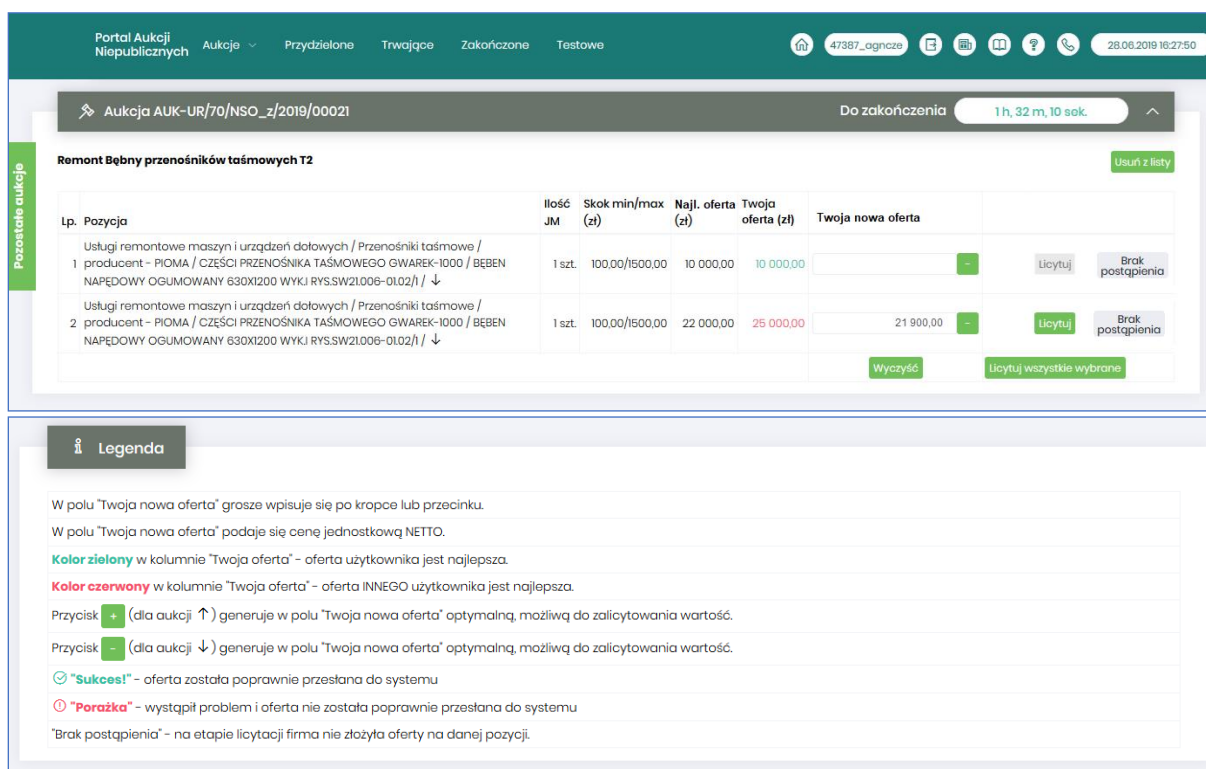 Portal Aukcji
Niepublicznych
Aukcje Przydzielone Trwające Zakończone Testowe 47387_agncze ? 28.06.2019 16:27:50
Aukcja AUK-UR/70/NSO_z/2019/00021 Do zakończenia 1 h, 32 m, 10 sek.
Pozostałe aukcje
Remont Bębny przenośników taśmowych T2 Usuń z listy
Lp. Pozycja Ilość JM Skok min/max (zł) Najl. oferta (zł) Twoja oferta (zł) Twoja nowa oferta
Usługi remontowe maszyn i urządzeń dołowych / Przenośniki taśmowe /
1 producent - PIOMA / CZĘŚCI PRZENOŚNIKA TAŚMOWEGO GWAREK-1000 / BĘBEN 1 szt. 100,00/1500,00 10 000,00 10 000,00 - Licytuj Brak postąpienia
NAPĘDOWY OGUMOWANY 630X1200 WYK.I RYS.SW21.006-01.02/1 / ↓
Usługi remontowe maszyn i urządzeń dołowych / Przenośniki taśmowe /
2 producent - PIOMA / CZĘŚCI PRZENOŚNIKA TAŚMOWEGO GWAREK-1000 / BĘBEN 1 szt. 100,00/1500,00 22 000,00 25 000,00 21 900,00 - Licytuj Brak postąpienia
NAPĘDOWY OGUMOWANY 630X1200 WYK.I RYS.SW21.006-01.02/1 / ↓
Wyczyść Licytuj wszystkie wybrane
Legenda
W polu "Twoja nowa oferta" grosze wpisuje się po kropce lub przecinku.
W polu "Twoja nowa oferta" podaje się cenę jednostkową NETTO.
Kolor zielony w kolumnie "Twoja oferta" - oferta użytkownika jest najlepsza.
Kolor czerwony w kolumnie "Twoja oferta" - oferta INNEGO użytkownika jest najlepsza.
Przycisk + (dla aukcji ↑) generuje w polu "Twoja nowa oferta" optymalną, możliwą do zalicytowania wartość.
Przycisk - (dla aukcji ↓) generuje w polu "Twoja nowa oferta" optymalną, możliwą do zalicytowania wartość.
"Sukces!" - oferta została poprawnie przesłana do systemu
"Porażka" - wystąpił problem i oferta nie została poprawnie przesłana do systemu
"Brak postąpienia" - na etapie licytacji firma nie złożyła oferty na danej pozycji.